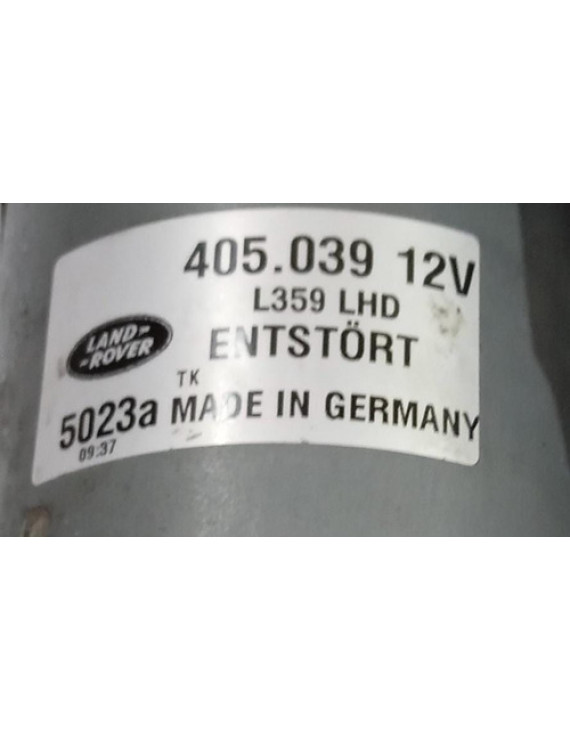 405.039 12V
L359 LHD
LAND-
-ROVER
ENTSTÖRT
TK
5023a MADE IN GERMANY
09:37